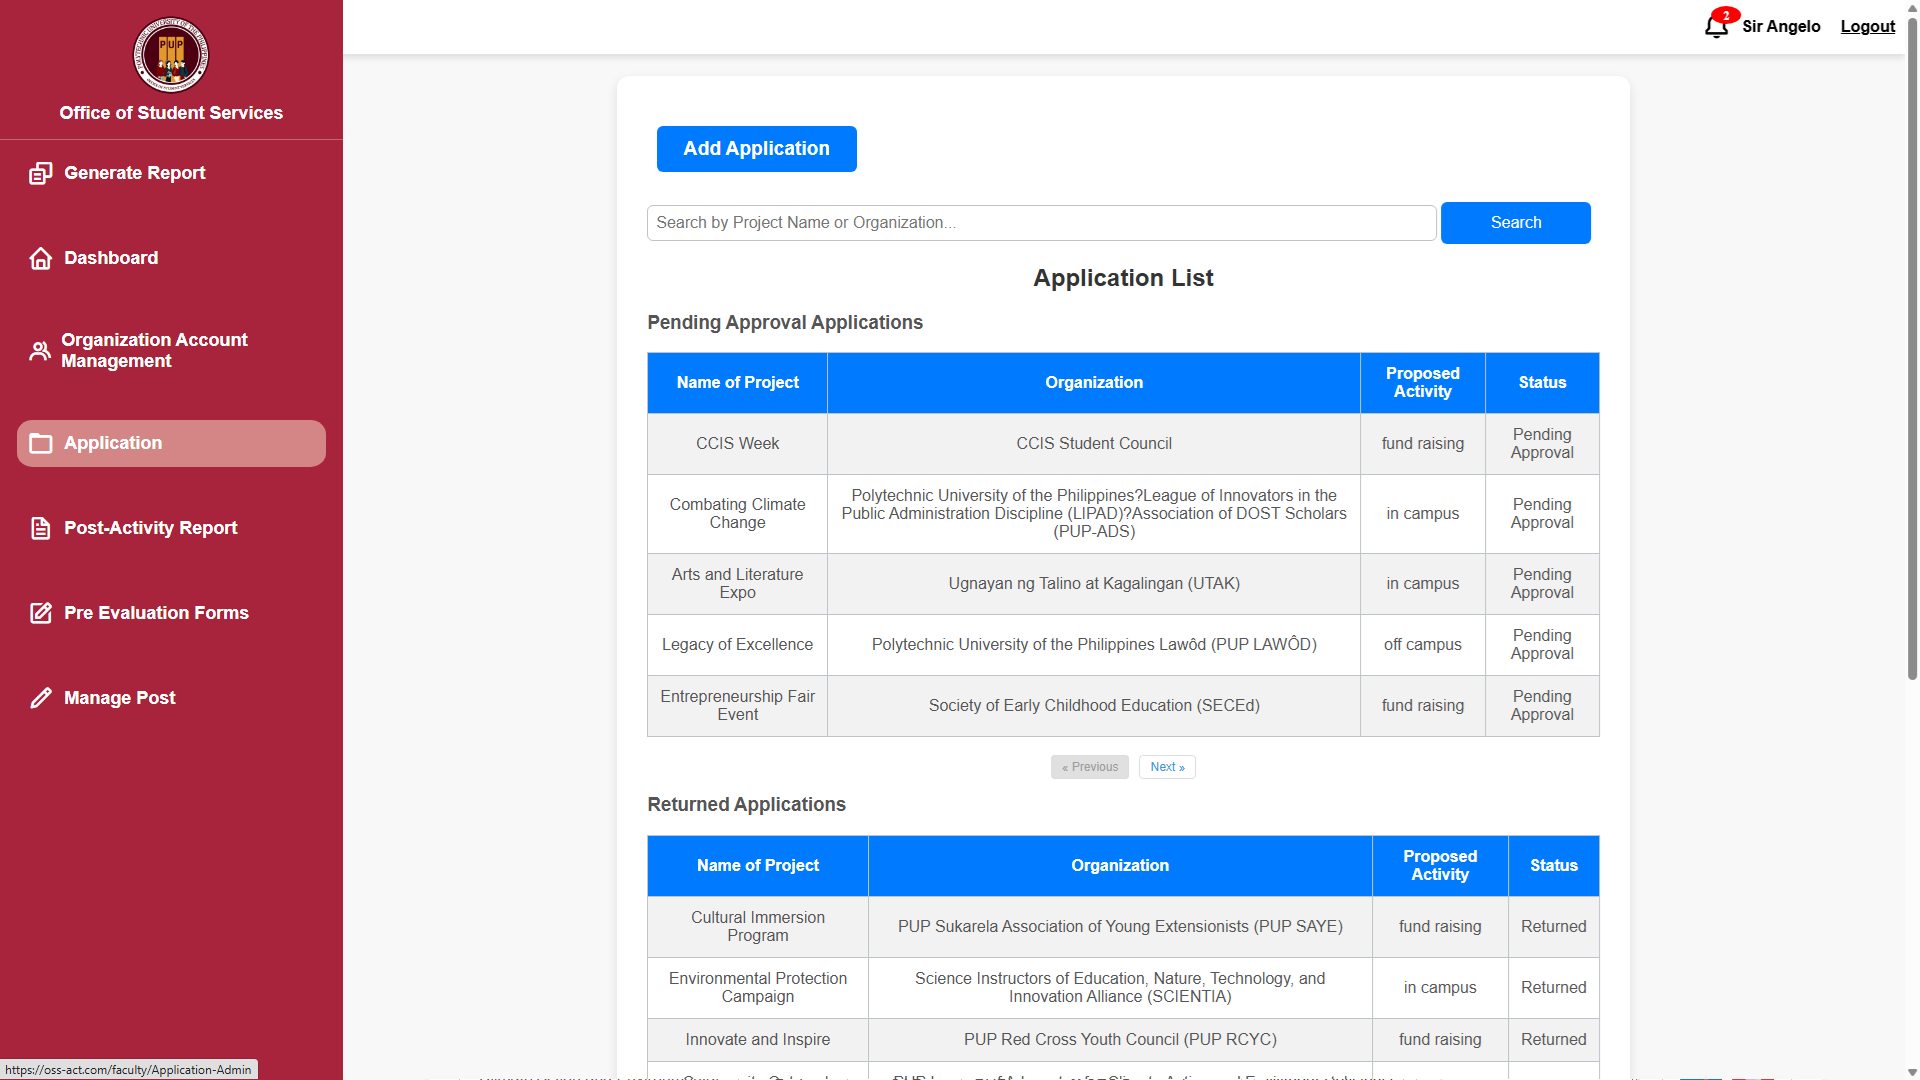 2
Sir Angelo
Logout
PUP
Office of Student Services
Generate Report
Dashboard
Organization Account
Management
Application
Post-Activity Report
Pre Evaluation Forms
Manage Post
Add Application
Search by Project Name or Organization...
Search
Application List
Pending Approval Applications
Name of Project
Organization
Proposed
Activity
Status
CCIS Week
CCIS Student Council
fund raising
Pending
Approval
Combating Climate
Change
Polytechnic University of the Philippines?League of Innovators in the
Public Administration Discipline (LIPAD)?Association of DOST Scholars
(PUP-ADS)
in campus
Pending
Approval
Arts and Literature
Expo
Ugnayan ng Talino at Kagalingan (UTAK)
in campus
Pending
Approval
Legacy of Excellence
Polytechnic University of the Philippines Lawôd (PUP LAWÔD)
off campus
Pending
Approval
Entrepreneurship Fair
Event
Society of Early Childhood Education (SECEd)
fund raising
Pending
Approval
« Previous
Next »
Returned Applications
Name of Project
Organization
Proposed
Activity
Status
Cultural Immersion
Program
PUP Sukarela Association of Young Extensionists (PUP SAYE)
fund raising
Returned
Environmental Protection
Campaign
Science Instructors of Education, Nature, Technology, and
Innovation Alliance (SCIENTIA)
in campus
Returned
Innovate and Inspire
PUP Red Cross Youth Council (PUP RCYC)
fund raising
Returned
https://oss-act.com/faculty/Application-Admin